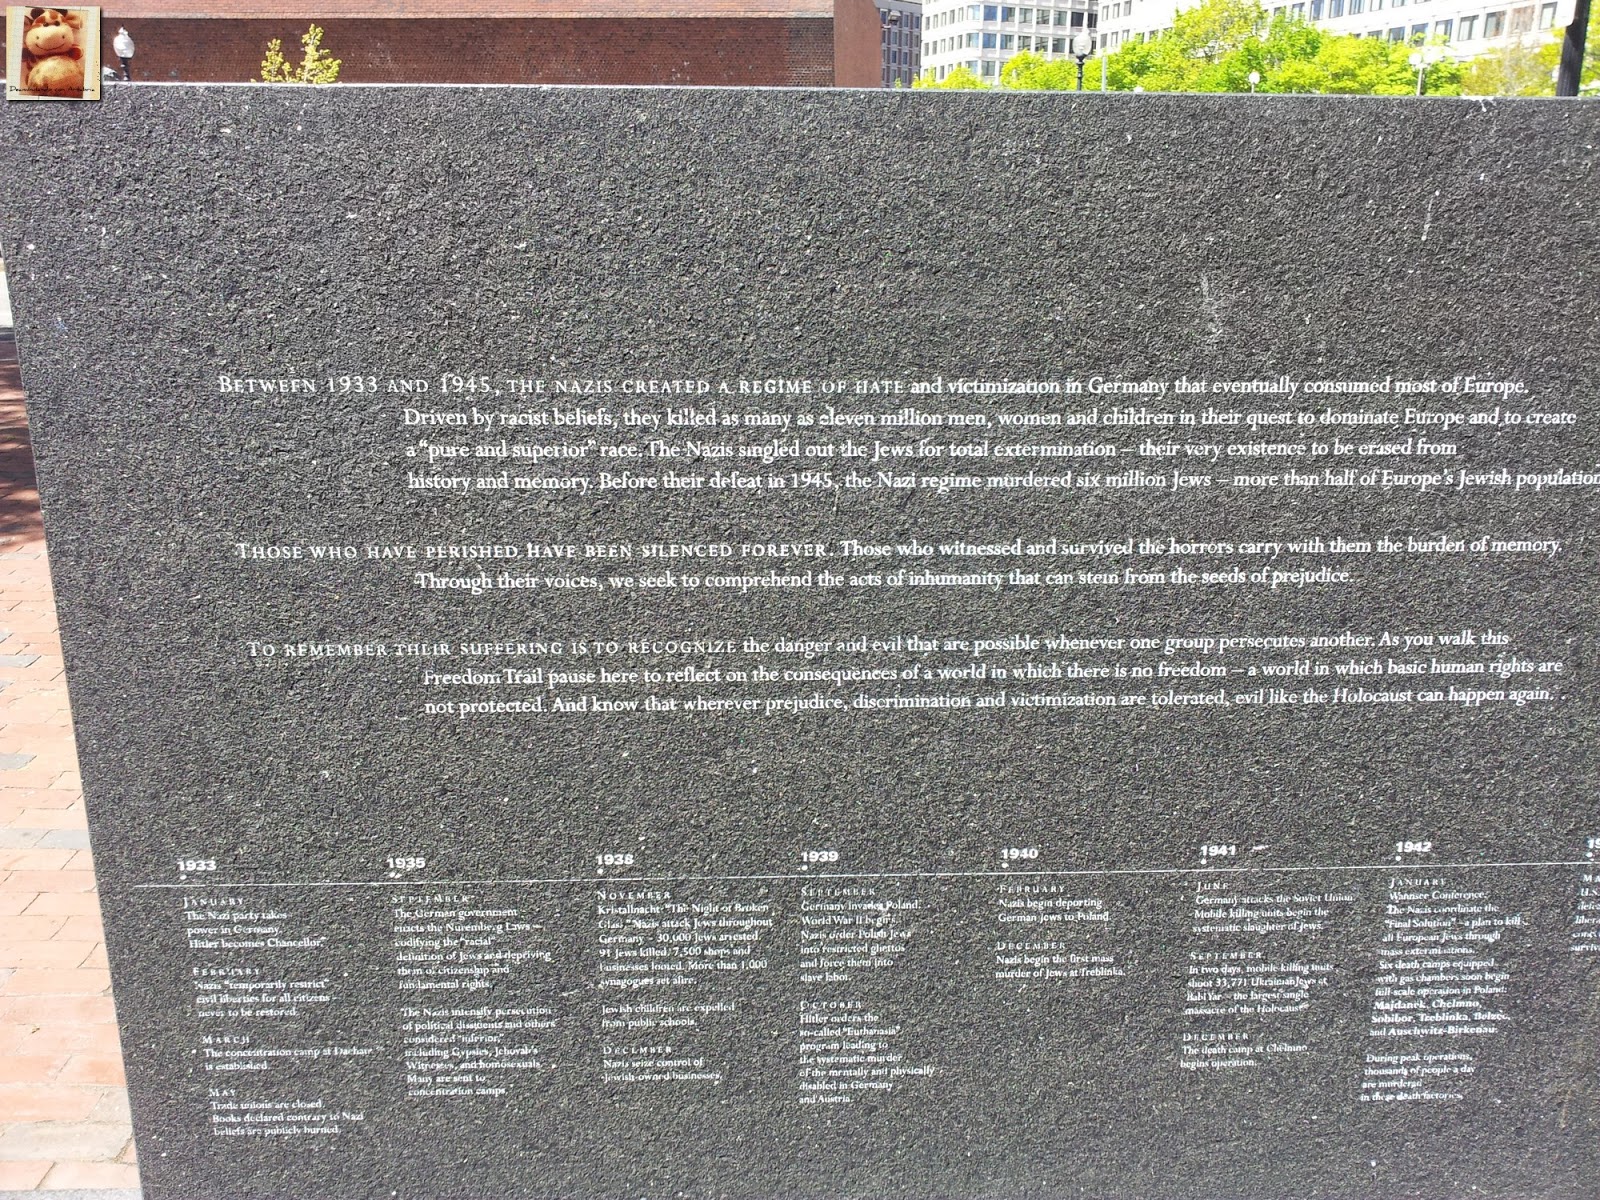 BETWEEN 1933 AND 1945, THE NAZIS CREATED A REGIME OF HATE and victimization in Germany that eventually consumed most of Europe.
Driven by racist beliefs, they killed as many as eleven million men, women and children in their quest to dominate Europe and to create
a "pure and superior" race. The Nazis singled out the Jews for total extermination – their very existence to be erased from
history and memory. Before their defeat in 1945, the Nazi regime murdered six million Jews – more than half of Europe's Jewish population
THOSE WHO HAVE PERISHED HAVE BEEN SILENCED FOREVER. Those who witnessed and survived the horrors carry with them the burden of memory.
Through their voices, we seek to comprehend the acts of inhumanity that can stem from the seeds of prejudice.
TO REMEMBER THEIR SUFFERING IS TO RECOGNIZE the danger and evil that are possible whenever one group persecutes another. As you walk this
Freedom Trail pause here to reflect on the consequences of a world in which there is no freedom – a world in which basic human rights are
not protected. And know that wherever prejudice, discrimination and victimization are tolerated, evil like the Holocaust can happen again.
1933
JANUARY
The Nazi party takes
power in Germany.
Hitler becomes Chancellor.
FEBRUARY
Nazis "temporarily restrict"
civil liberties for all citizens –
never to be restored.
MARCH
The concentration camp at Dachau
is established.
MAY
Trade unions are closed.
Books declared contrary to Nazi
beliefs are publicly burned.
1935
SEPTEMBER
The German government
enacts the Nuremberg Laws –
codifying the "racial"
definition of Jews and depriving
them of citizenship and
fundamental rights.
The Nazis intensify persecution
of political dissidents and others
considered "inferior,"
including Gypsies, Jehovah's
Witnesses, and homosexuals.
Many are sent to
concentration camps.
1938
NOVEMBER
Kristallnacht: "The Night of Broken
Glass." Nazis attack Jews throughout
Germany – 30,000 Jews arrested.
91 Jews killed. 7,500 shops and
businesses looted. More than 1,000
synagogues set afire.
Jewish children are expelled
from public schools.
DECEMBER
Nazis seize control of
Jewish-owned businesses.
1939
SEPTEMBER
Germany invades Poland.
World War II begins.
Nazis order Polish Jews
into restricted ghettos
and force them into
slave labor.
OCTOBER
Hitler orders the
so-called "Euthanasia"
program leading to
the systematic murder
of the mentally and physically
disabled in Germany
and Austria.
1940
FEBRUARY
Nazis begin deporting
German Jews to Poland.
DECEMBER
Nazis begin the first mass
murder of Jews at Treblinka.
1941
JUNE
Germany attacks the Soviet Union.
Mobile killing units begin the
systematic slaughter of Jews.
SEPTEMBER
In two days, mobile killing units
shoot 33,771 Ukrainian Jews at
Babi Yar – the largest single
massacre of the Holocaust.
DECEMBER
The death camp at Chelmno
begins operation.
1942
JANUARY
Wannsee Conference:
The Nazis coordinate the
"Final Solution" – a plan to kill
all European Jews through
mass extermination.
Six death camps equipped
with gas chambers soon begin
full-scale operation in Poland:
Majdanek, Chelmno,
Sobibor, Treblinka, Belzec,
and Auschwitz-Birkenau.
During peak operations,
thousands of people a day
are murdered
in these death factories.